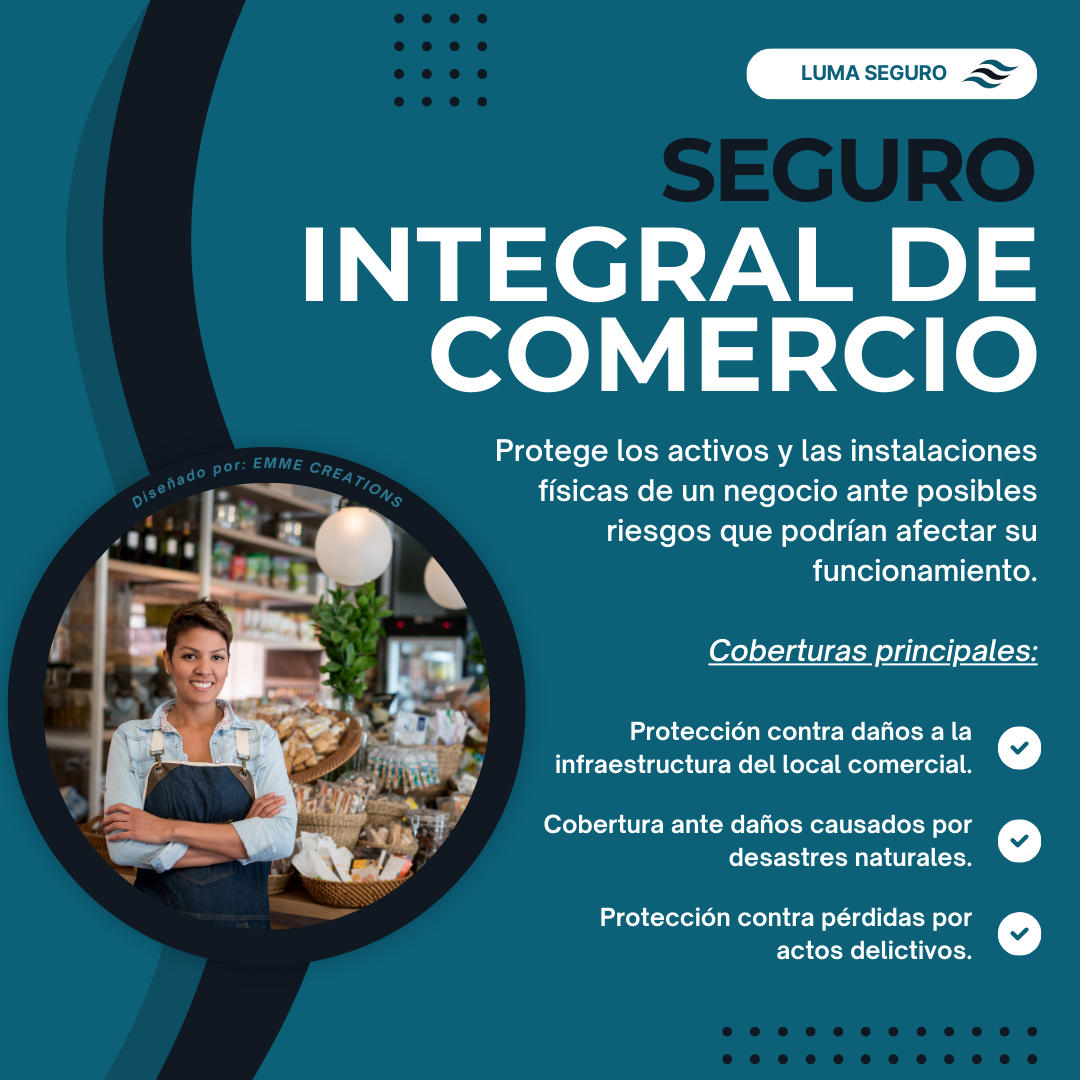 LUMA SEGURO
SEGURO
INTEGRAL DE
COMERCIO
Protege los activos y las instalaciones
físicas de un negocio ante posibles
riesgos que podrían afectar su
funcionamiento.
Coberturas principales:
Protección contra daños a la
infraestructura del local comercial.
Cobertura ante daños causados por
desastres naturales.
Protección contra pérdidas por
actos delictivos.
Diseñado por: EMME CREATIONS